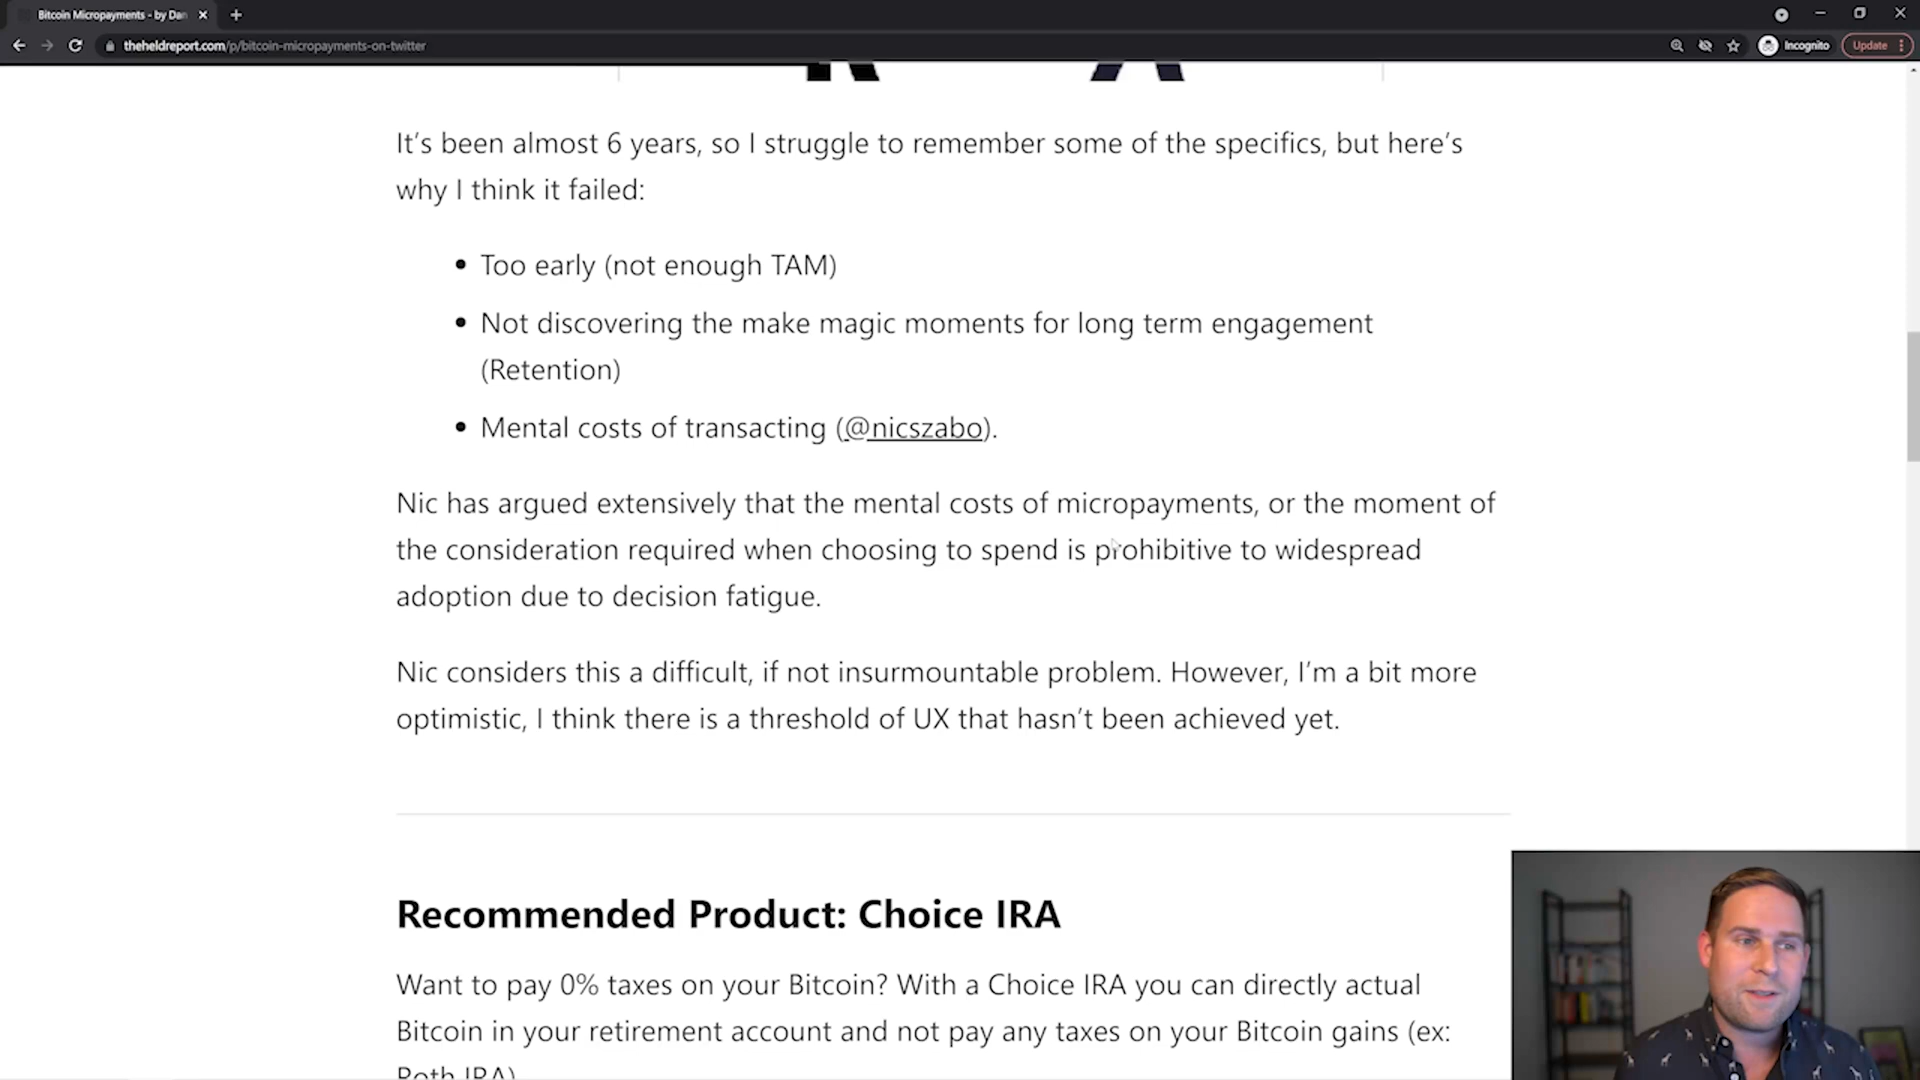 Bitcoin Micropayments - by Dan
theheldreport.com/p/bitcoin-micropayments-on-twitter
Incognito
Update
It’s been almost 6 years, so I struggle to remember some of the specifics, but here’s
why I think it failed:
• Too early (not enough TAM)
• Not discovering the make magic moments for long term engagement
(Retention)
• Mental costs of transacting (@nicszabo).
Nic has argued extensively that the mental costs of micropayments, or the moment of
the consideration required when choosing to spend is prohibitive to widespread
adoption due to decision fatigue.
Nic considers this a difficult, if not insurmountable problem. However, I’m a bit more
optimistic, I think there is a threshold of UX that hasn’t been achieved yet.
Recommended Product: Choice IRA
Want to pay 0% taxes on your Bitcoin? With a Choice IRA you can directly actual
Bitcoin in your retirement account and not pay any taxes on your Bitcoin gains (ex:
Roth IRA)